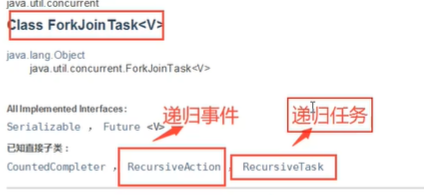 java.util.concurrent
Class ForkJoinTask<V>
java.lang.Object
java.util.concurrent.ForkJoinTask<V>
All Implemented Interfaces:
Serializable , Future <V>
递归事件 递归任务
已知直接子类:
CountedCompleter , RecursiveAction , RecursiveTask